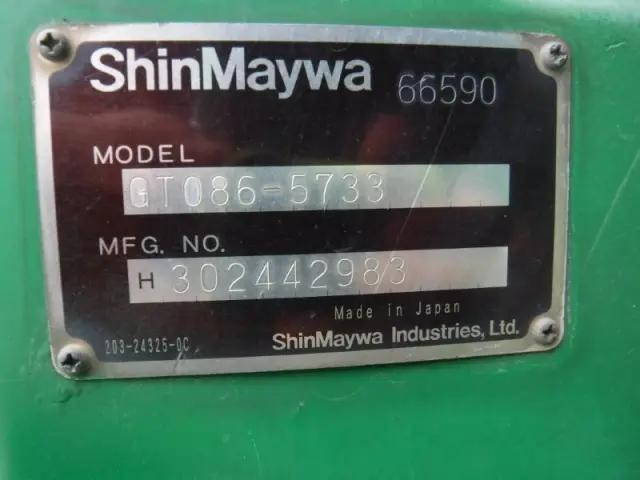 ShinMaywa 66590
MODEL
GT086-5733
MFG. NO.
H 302442983
Made in Japan
203-24325-0C
ShinMaywa Industries, Ltd.